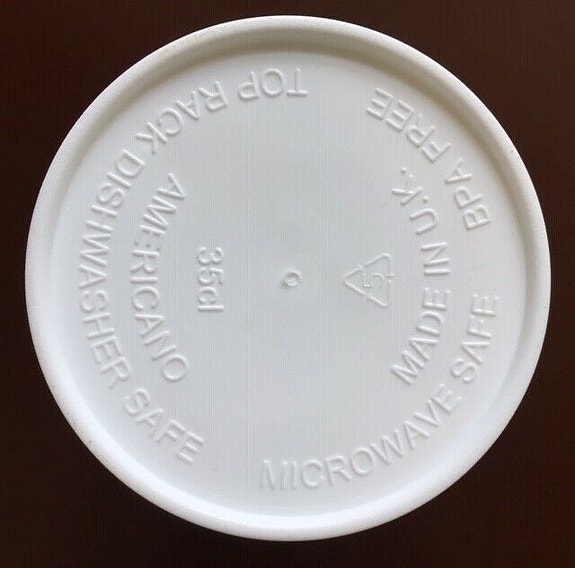 TOP RACK DISHWASHER SAFE
MICROWAVE SAFE
BPA FREE
AMERICANO
35cl
MADE IN U.K.
5